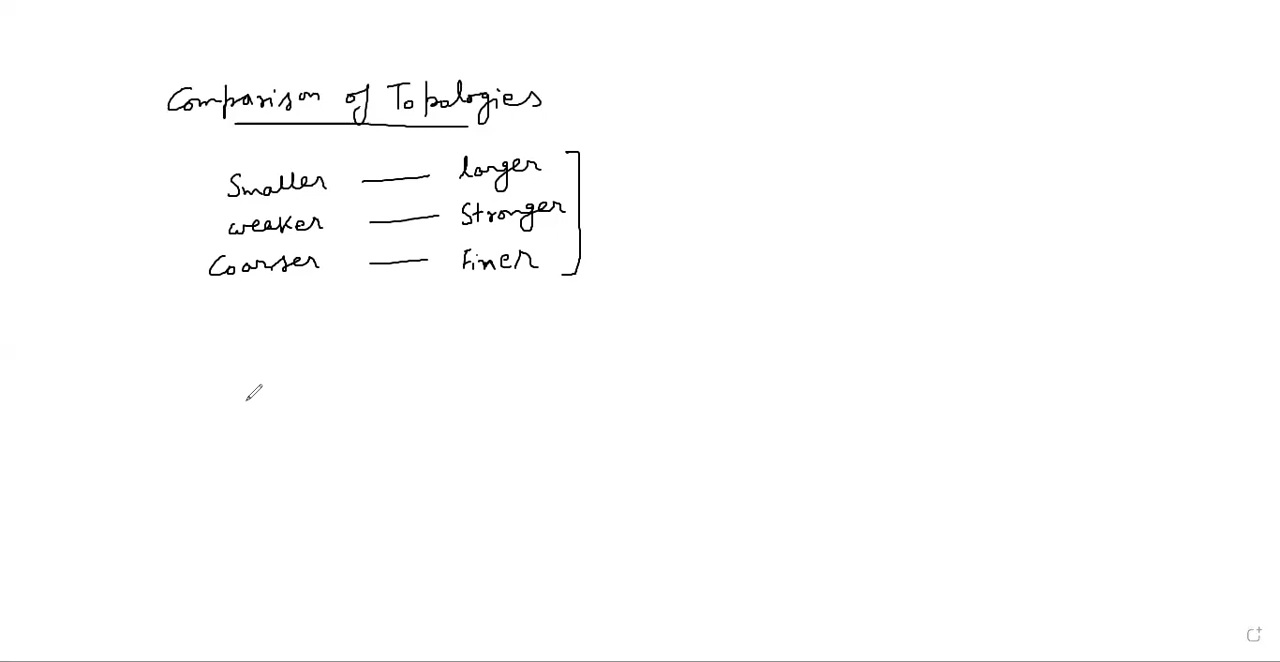 Comparison of Topologies
Smaller — larger
weaker — Stronger
Coarser — Finer